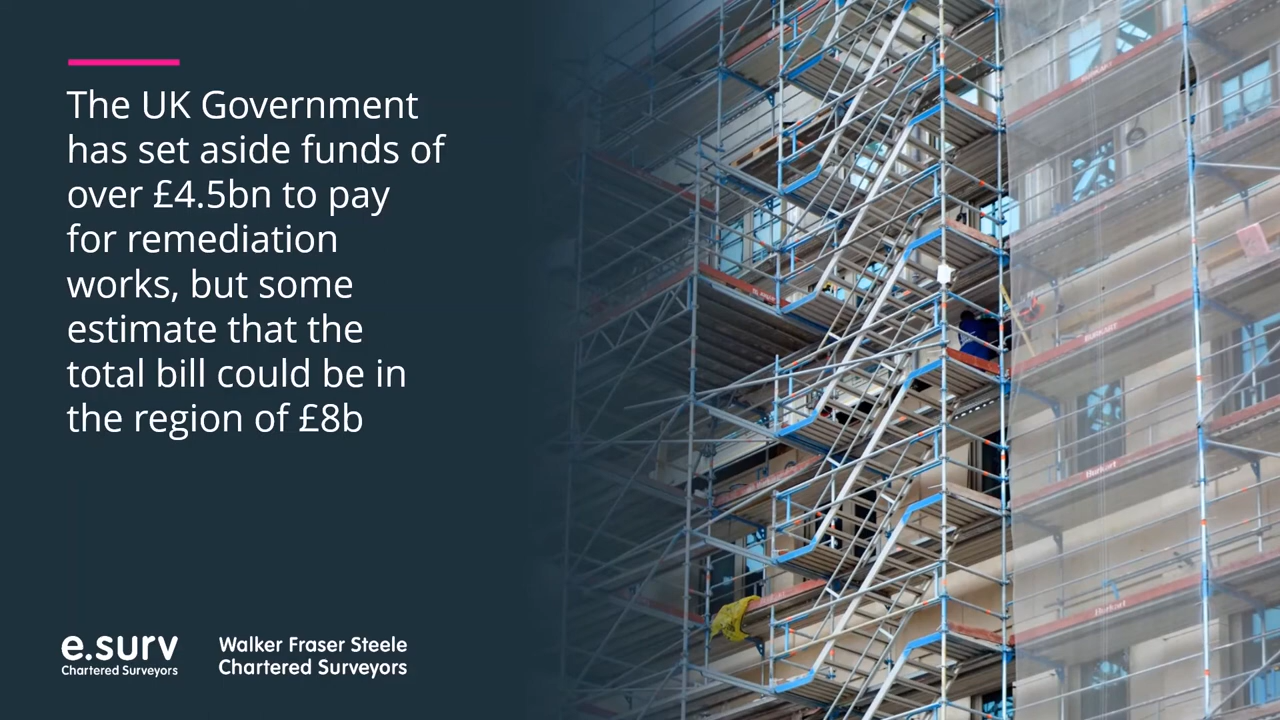 The UK Government
has set aside funds of
over £4.5bn to pay
for remediation
works, but some
estimate that the
total bill could be in
the region of £8b
e.surv
Chartered Surveyors
Walker Fraser Steele
Chartered Surveyors
Burkart
Burkart